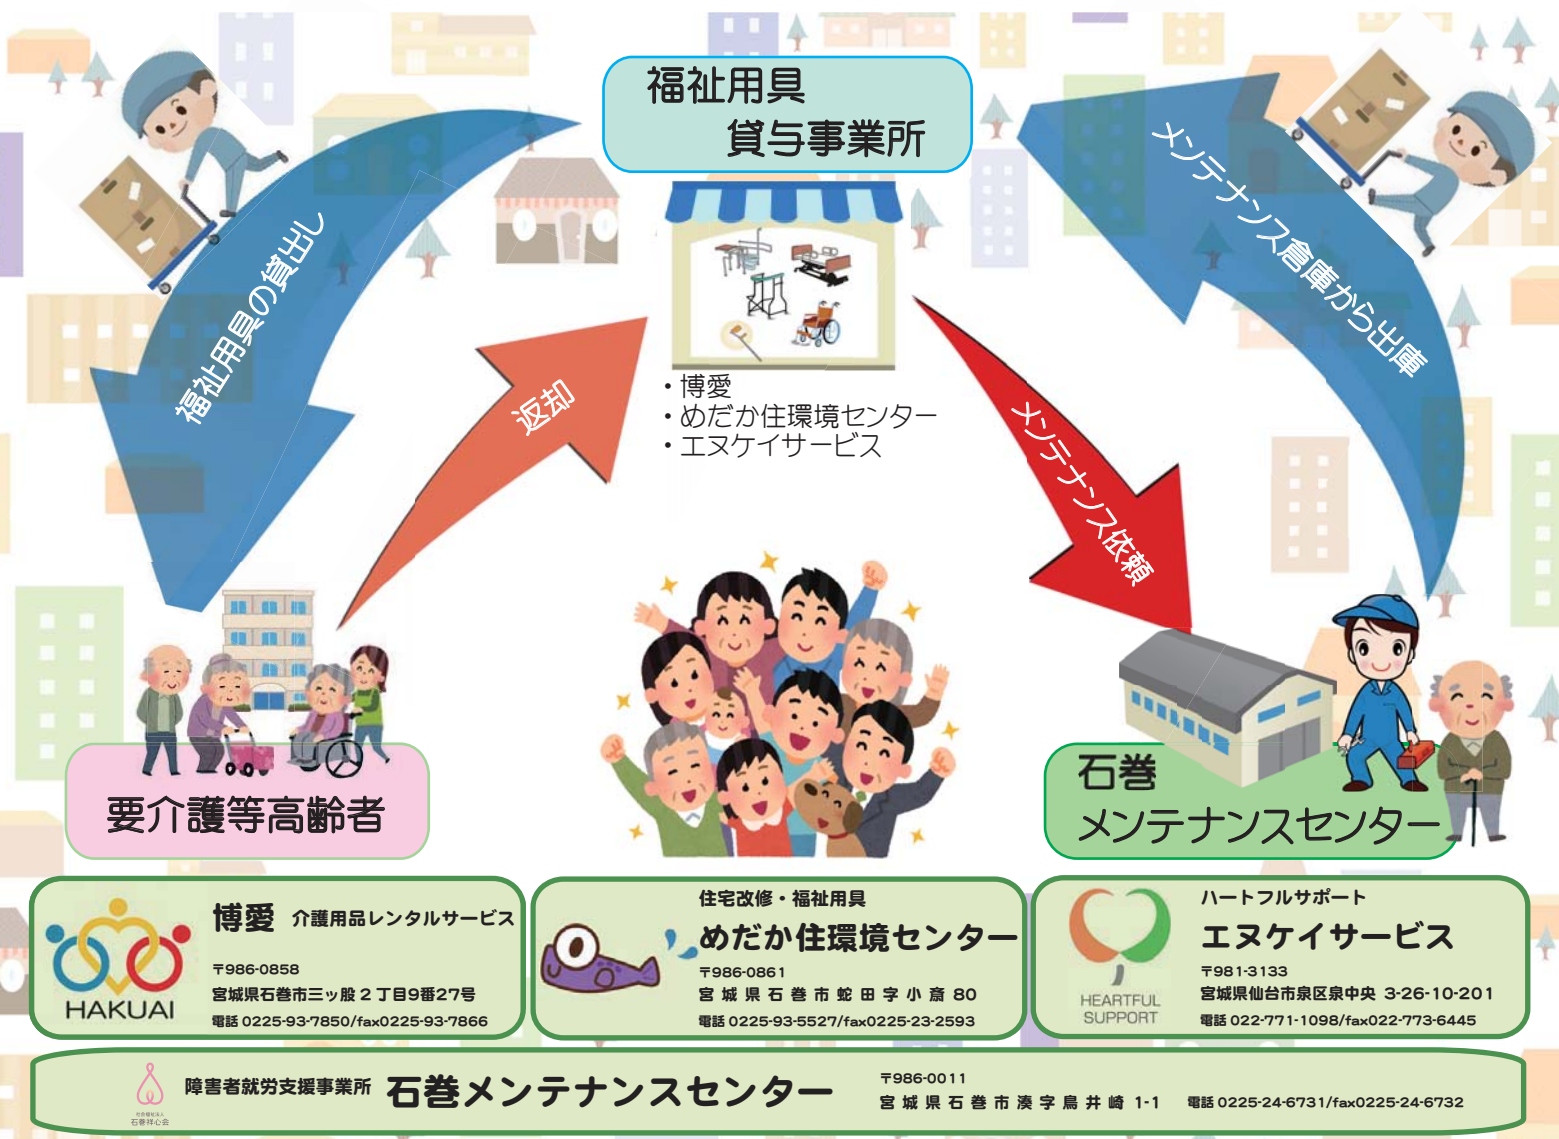 福祉用具
貸与事業所
福祉用具の貸出し
返却
メンテナンス依頼
メンテナンス倉庫から出庫
・博愛
・めだか住環境センター
・エヌケイサービス
要介護等高齢者
石巻
メンテナンスセンター
HAKUAI
博愛 介護用品レンタルサービス
〒986-0858
宮城県石巻市三ッ股2丁目9番27号
電話 0225-93-7850/fax0225-93-7866
住宅改修・福祉用具
めだか住環境センター
〒986-0861
宮城県石巻市蛇田字小斎 80
電話 0225-93-5527/fax0225-23-2593
HEARTFUL
SUPPORT
ハートフルサポート
エヌケイサービス
〒981-3133
宮城県仙台市泉区泉中央 3-26-10-201
電話 022-771-1098/fax022-773-6445
社会福祉法人
石巻祥心会
障害者就労支援事業所 石巻メンテナンスセンター
〒986-0011
宮城県石巻市湊字鳥井崎 1-1 電話 0225-24-6731/fax0225-24-6732